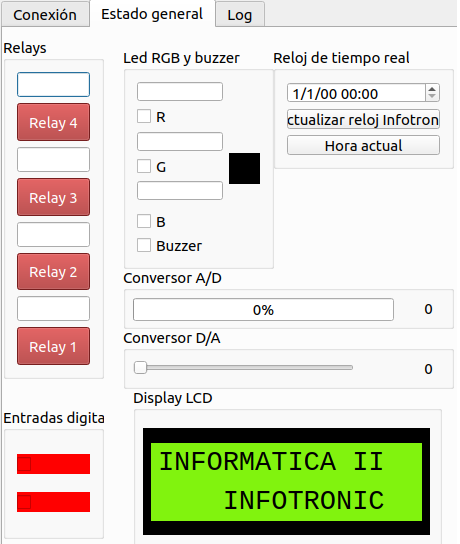 Conexión
Estado general
Log
Relays
Relay 4
Relay 3
Relay 2
Relay 1
Entradas digita
Led RGB y buzzer
R
G
B
Buzzer
Reloj de tiempo real
1/1/00 00:00
ctualizar reloj Infotron
Hora actual
Conversor A/D
0%
0
Conversor D/A
0
Display LCD
INFORMATICA II
INFOTRONIC